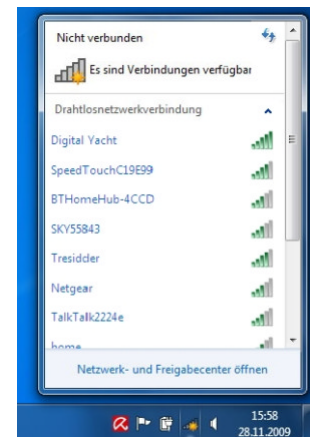 Nicht verbunden
Es sind Verbindungen verfügbar
Drahtlosnetzwerkverbindung
Digital Yacht
SpeedTouchC19E99
BTHomeHub-4CCD
SKY55843
Tresidder
Netgear
TalkTalk2224e
home
Netzwerk- und Freigabecenter öffnen
15:58
28.11.2009